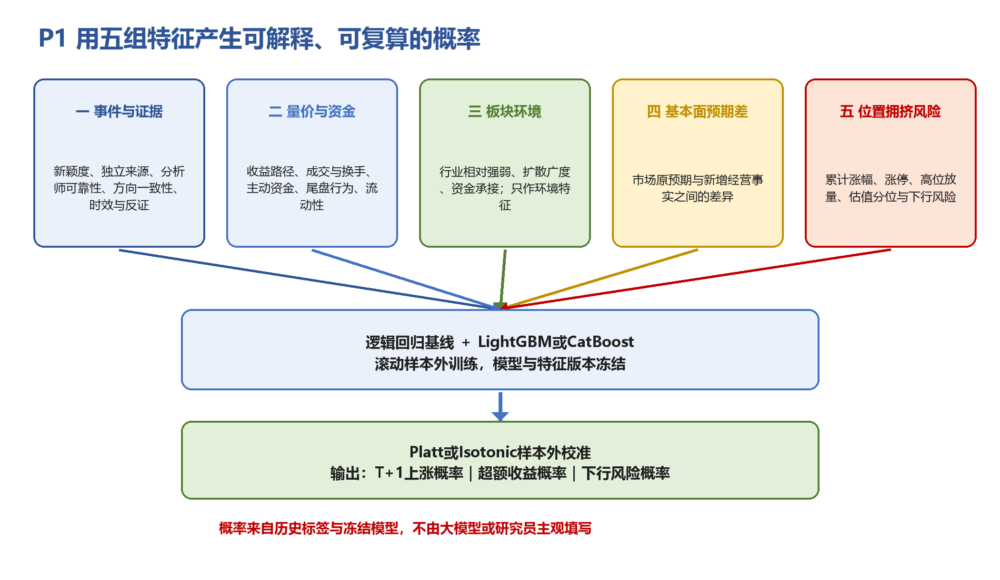 P1 用五组特征产生可解释、可复算的概率
一 事件与证据
新颖度、独立来源、分析
师可靠性、方向一致性、
时效与反证
二 量价与资金
收益路径、成交与换手、
主动资金、尾盘行为、流
动性
三 板块环境
行业相对强弱、扩散广度
、资金承接；只作环境特
征
四 基本面预期差
市场原预期与新增经营事
实之间的差异
五 位置拥挤风险
累计涨幅、涨停、高位放
量、估值分位与下行风险
逻辑回归基线 + LightGBM或CatBoost
滚动样本外训练，模型与特征版本冻结
Platt或Isotonic样本外校准
输出：T+1上涨概率｜超额收益概率｜下行风险概率
概率来自历史标签与冻结模型，不由大模型或研究员主观填写